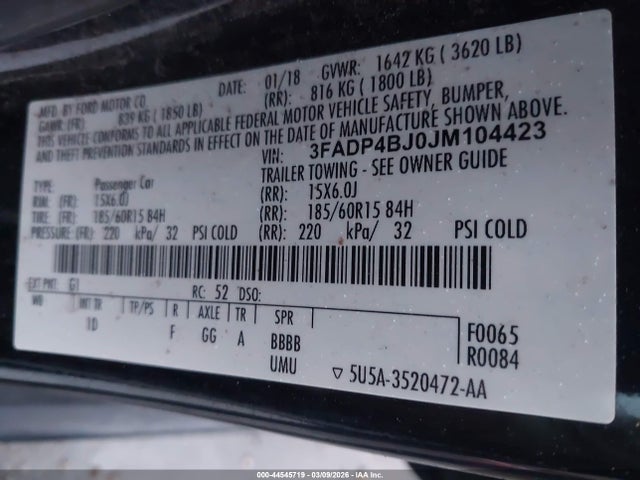 MFD. BY FORD MOTOR CO. DATE: 01/18 GVWR: 1642 KG ( 3620 LB)
GAWR: (FR) 839 KG ( 1850 LB) (RR): 816 KG ( 1800 LB)
THIS VEHICLE CONFORMS TO ALL APPLICABLE FEDERAL MOTOR VEHICLE SAFETY, BUMPER,
AND THEFT PREVENTION STANDARDS IN EFFECT ON THE DATE OF MANUFACTURE SHOWN ABOVE.
VIN: 3FADP4BJ0JM104423
TYPE: Passenger Car TRAILER TOWING - SEE OWNER GUIDE
RIM: (FR): 15X6.0J (RR): 15X6.0J
TIRE: (FR): 185/60R15 84H (RR): 185/60R15 84H
PRESSURE: (FR): 220 kPa/ 32 PSI COLD (RR): 220 kPa/ 32 PSI COLD
EXT PNT: G1 RC: 52 DSO:
WB INT TR TP/PS R AXLE TR SPR
ID F GG A BBBB F0065
UMU R0084
▽ 5U5A-3520472-AA
000-44545719 - 03/09/2026 - IAA Inc.